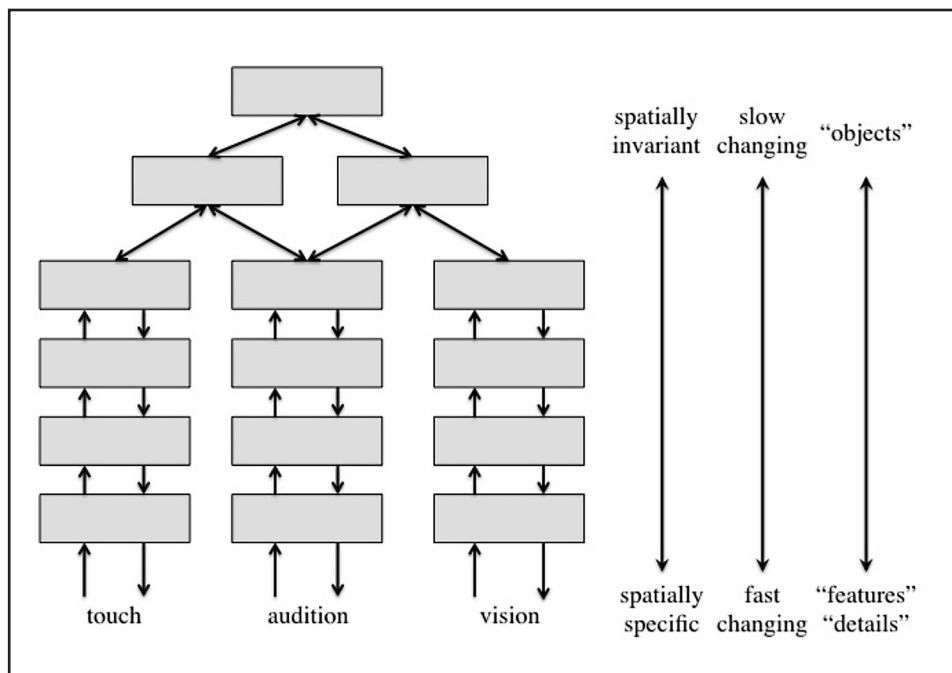 spatially
invariant
slow
changing
“objects”
touch
audition
vision
spatially
specific
fast
changing
“features”
“details”